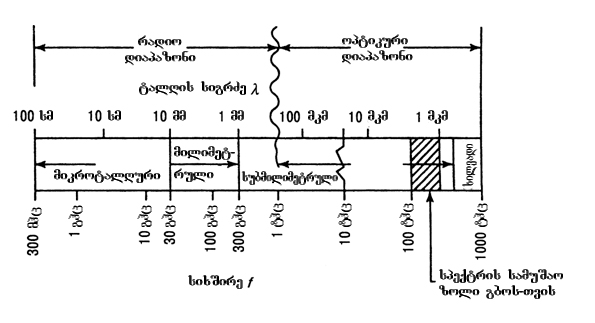 რადიო
დიაპაზონი
ოპტიკური
დიაპაზონი
ტალღის სიგრძე λ
100 სმ 10 სმ 10 მმ 1 მმ 100 მკმ 10 მკმ 1 მკმ
მიკროტალღური
მილიმეტ-
რული
სუბმილიმეტრული
ხილვადი
300 მჰც 1 გჰც 10 გჰც 30 გჰც 100 გჰც 300 გჰც 1 ტჰც 10 ტჰც 100 ტჰც 1000 ტჰც
სიხშირე f
სპექტრის სამუშაო
ზოლი გბოს-თვის